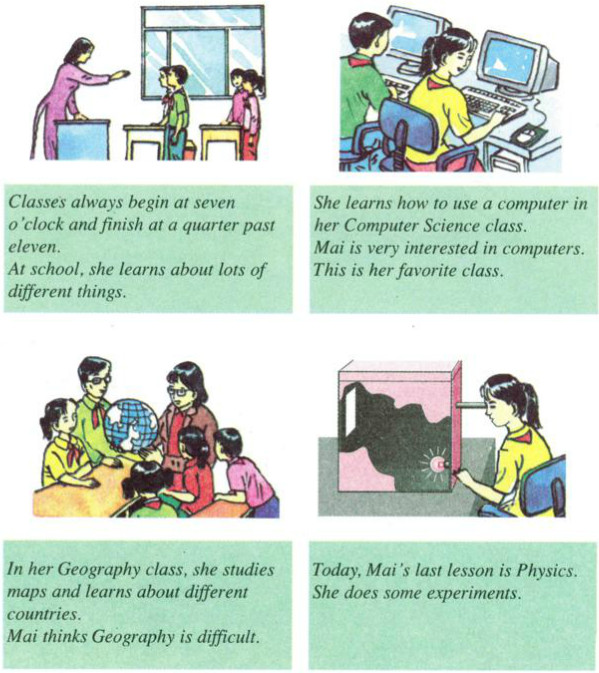 Classes always begin at seven
o'clock and finish at a quarter past
eleven.
At school, she learns about lots of
different things.
She learns how to use a computer in
her Computer Science class.
Mai is very interested in computers.
This is her favorite class.
In her Geography class, she studies
maps and learns about different
countries.
Mai thinks Geography is difficult.
Today, Mai's last lesson is Physics.
She does some experiments.